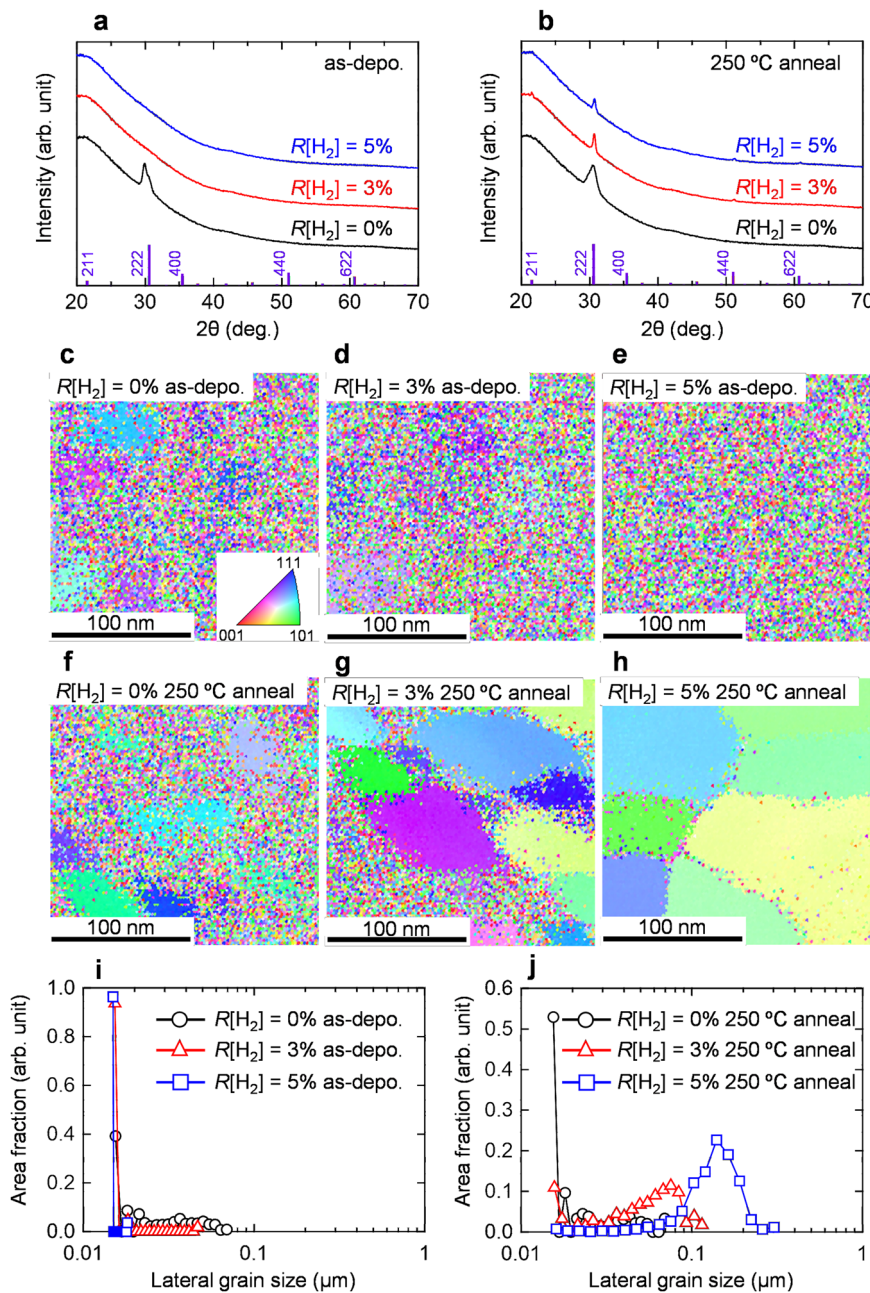 a
as-depo.
Intensity (arb. unit)
R[H2] = 5%
R[H2] = 3%
R[H2] = 0%
211
222
400
440
622
20 30 40 50 60 70
2θ (deg.)
b
250 ºC anneal
Intensity (arb. unit)
R[H2] = 5%
R[H2] = 3%
R[H2] = 0%
211
222
400
440
622
20 30 40 50 60 70
2θ (deg.)
c
R[H2] = 0% as-depo.
111
001 101
100 nm
d
R[H2] = 3% as-depo.
100 nm
e
R[H2] = 5% as-depo.
100 nm
f
R[H2] = 0% 250 ºC anneal
100 nm
g
R[H2] = 3% 250 ºC anneal
100 nm
h
R[H2] = 5% 250 ºC anneal
100 nm
i
Area fraction (arb. unit)
1.0
0.8
0.6
0.4
0.2
0.0
R[H2] = 0% as-depo.
R[H2] = 3% as-depo.
R[H2] = 5% as-depo.
0.01 0.1 1
Lateral grain size (μm)
j
Area fraction (arb. unit)
0.6
0.5
0.4
0.3
0.2
0.1
0.0
R[H2] = 0% 250 ºC anneal
R[H2] = 3% 250 ºC anneal
R[H2] = 5% 250 ºC anneal
0.01 0.1 1
Lateral grain size (μm)